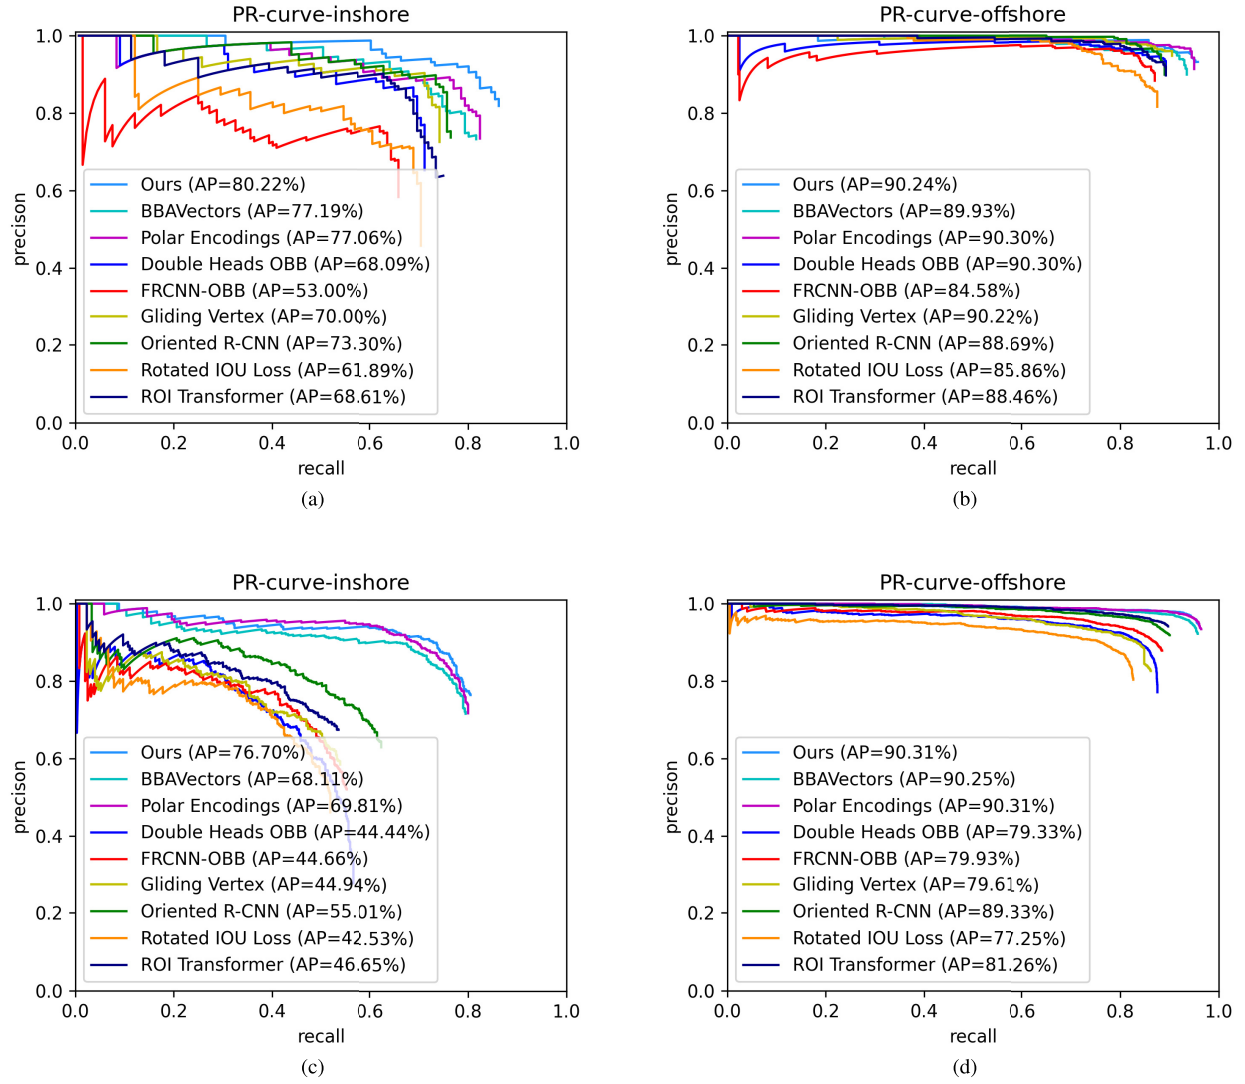 PR-curve-inshore
1.0
0.8
0.6
0.4
0.2
0.0
precison
Ours (AP=80.22%)
BBAVectors (AP=77.19%)
Polar Encodings (AP=77.06%)
Double Heads OBB (AP=68.09%)
FRCNN-OBB (AP=53.00%)
Gliding Vertex (AP=70.00%)
Oriented R-CNN (AP=73.30%)
Rotated IOU Loss (AP=61.89%)
ROI Transformer (AP=68.61%)
0.0 0.2 0.4 0.6 0.8 1.0
recall
(a)
PR-curve-offshore
1.0
0.8
0.6
0.4
0.2
0.0
precison
Ours (AP=90.24%)
BBAVectors (AP=89.93%)
Polar Encodings (AP=90.30%)
Double Heads OBB (AP=90.30%)
FRCNN-OBB (AP=84.58%)
Gliding Vertex (AP=90.22%)
Oriented R-CNN (AP=88.69%)
Rotated IOU Loss (AP=85.86%)
ROI Transformer (AP=88.46%)
0.0 0.2 0.4 0.6 0.8 1.0
recall
(b)
PR-curve-inshore
1.0
0.8
0.6
0.4
0.2
0.0
precison
Ours (AP=76.70%)
BBAVectors (AP=68.11%)
Polar Encodings (AP=69.81%)
Double Heads OBB (AP=44.44%)
FRCNN-OBB (AP=44.66%)
Gliding Vertex (AP=44.94%)
Oriented R-CNN (AP=55.01%)
Rotated IOU Loss (AP=42.53%)
ROI Transformer (AP=46.65%)
0.0 0.2 0.4 0.6 0.8 1.0
recall
(c)
PR-curve-offshore
1.0
0.8
0.6
0.4
0.2
0.0
precison
Ours (AP=90.31%)
BBAVectors (AP=90.25%)
Polar Encodings (AP=90.31%)
Double Heads OBB (AP=79.33%)
FRCNN-OBB (AP=79.93%)
Gliding Vertex (AP=79.61%)
Oriented R-CNN (AP=89.33%)
Rotated IOU Loss (AP=77.25%)
ROI Transformer (AP=81.26%)
0.0 0.2 0.4 0.6 0.8 1.0
recall
(d)